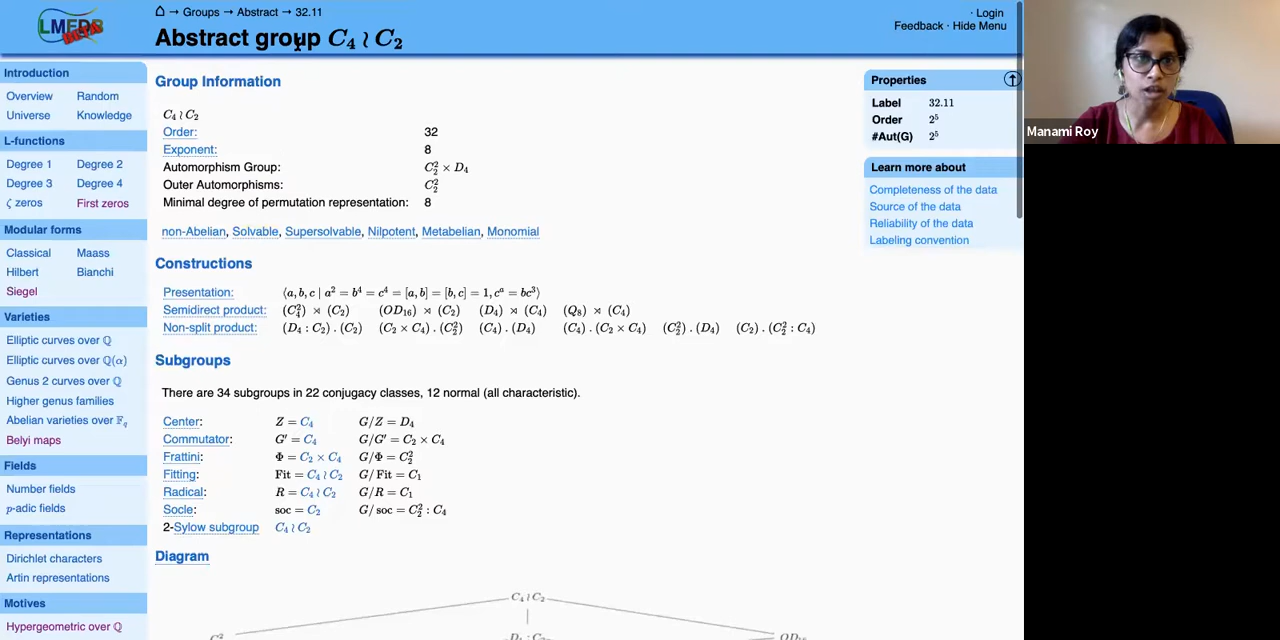 LMFDB
BETA
⌂ → Groups → Abstract → 32.11
Abstract group C₄ ≀ C₂
· Login
Feedback · Hide Menu
Introduction
Overview Random
Universe Knowledge
L-functions
Degree 1 Degree 2
Degree 3 Degree 4
ζ zeros First zeros
Modular forms
Classical Maass
Hilbert Bianchi
Siegel
Varieties
Elliptic curves over ℚ
Elliptic curves over ℚ(α)
Genus 2 curves over ℚ
Higher genus families
Abelian varieties over 𝔽q
Belyi maps
Fields
Number fields
p-adic fields
Representations
Dirichlet characters
Artin representations
Motives
Hypergeometric over ℚ
Group Information
C₄ ≀ C₂
Order: 32
Exponent: 8
Automorphism Group: C₂² × D₄
Outer Automorphisms: C₂²
Minimal degree of permutation representation: 8
non-Abelian, Solvable, Supersolvable, Nilpotent, Metabelian, Monomial
Constructions
Presentation: ⟨a, b, c | a² = b⁴ = c⁴ = [a, b] = [b, c] = 1, cᵃ = bc³⟩
Semidirect product: (C₄²) ⋊ (C₂) (OD₁₆) ⋊ (C₂) (D₄) ⋊ (C₄) (Q₈) ⋊ (C₄)
Non-split product: (D₄ : C₂) . (C₂) (C₂ × C₄) . (C₂²) (C₄) . (D₄) (C₄) . (C₂ × C₄) (C₂²) . (D₄) (C₂) . (C₂² : C₄)
Subgroups
There are 34 subgroups in 22 conjugacy classes, 12 normal (all characteristic).
Center: Z = C₄ G/Z = D₄
Commutator: G′ = C₄ G/G′ = C₂ × C₄
Frattini: Φ = C₂ × C₄ G/Φ = C₂²
Fitting: Fit = C₄ ≀ C₂ G/ Fit = C₁
Radical: R = C₄ ≀ C₂ G/R = C₁
Socle: soc = C₂ G/ soc = C₂² : C₄
2-Sylow subgroup C₄ ≀ C₂
Diagram
C₄ ≀ C₂
Properties
Label 32.11
Order 2⁵
#Aut(G) 2⁵
Learn more about
Completeness of the data
Source of the data
Reliability of the data
Labeling convention
Manami Roy